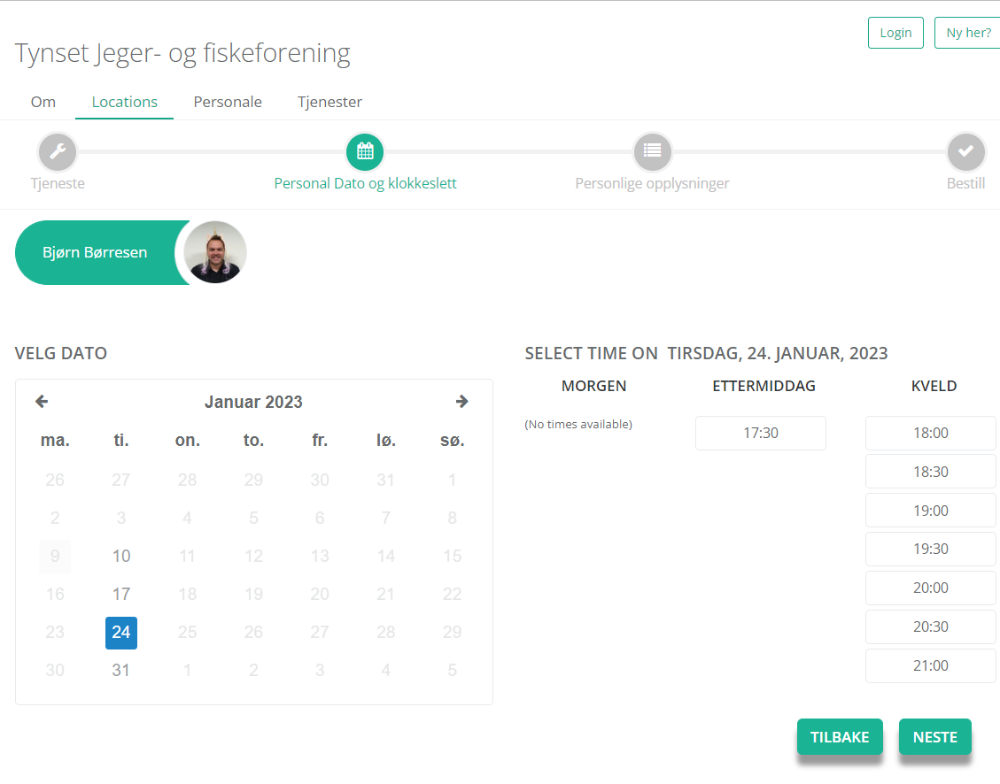 Login Ny her?
Tynset Jeger- og fiskeforening
Om Locations Personale Tjenester
Tjeneste Personal Dato og klokkeslett Personlige opplysninger Bestill
Bjørn Børresen
VELG DATO
Januar 2023
ma. ti. on. to. fr. lø. sø.
26 27 28 29 30 31 1
2 3 4 5 6 7 8
9 10 11 12 13 14 15
16 17 18 19 20 21 22
23 24 25 26 27 28 29
30 31 1 2 3 4 5
SELECT TIME ON TIRSDAG, 24. JANUAR, 2023
MORGEN ETTERMIDDAG KVELD
(No times available) 17:30 18:00
18:30
19:00
19:30
20:00
20:30
21:00
TILBAKE NESTE